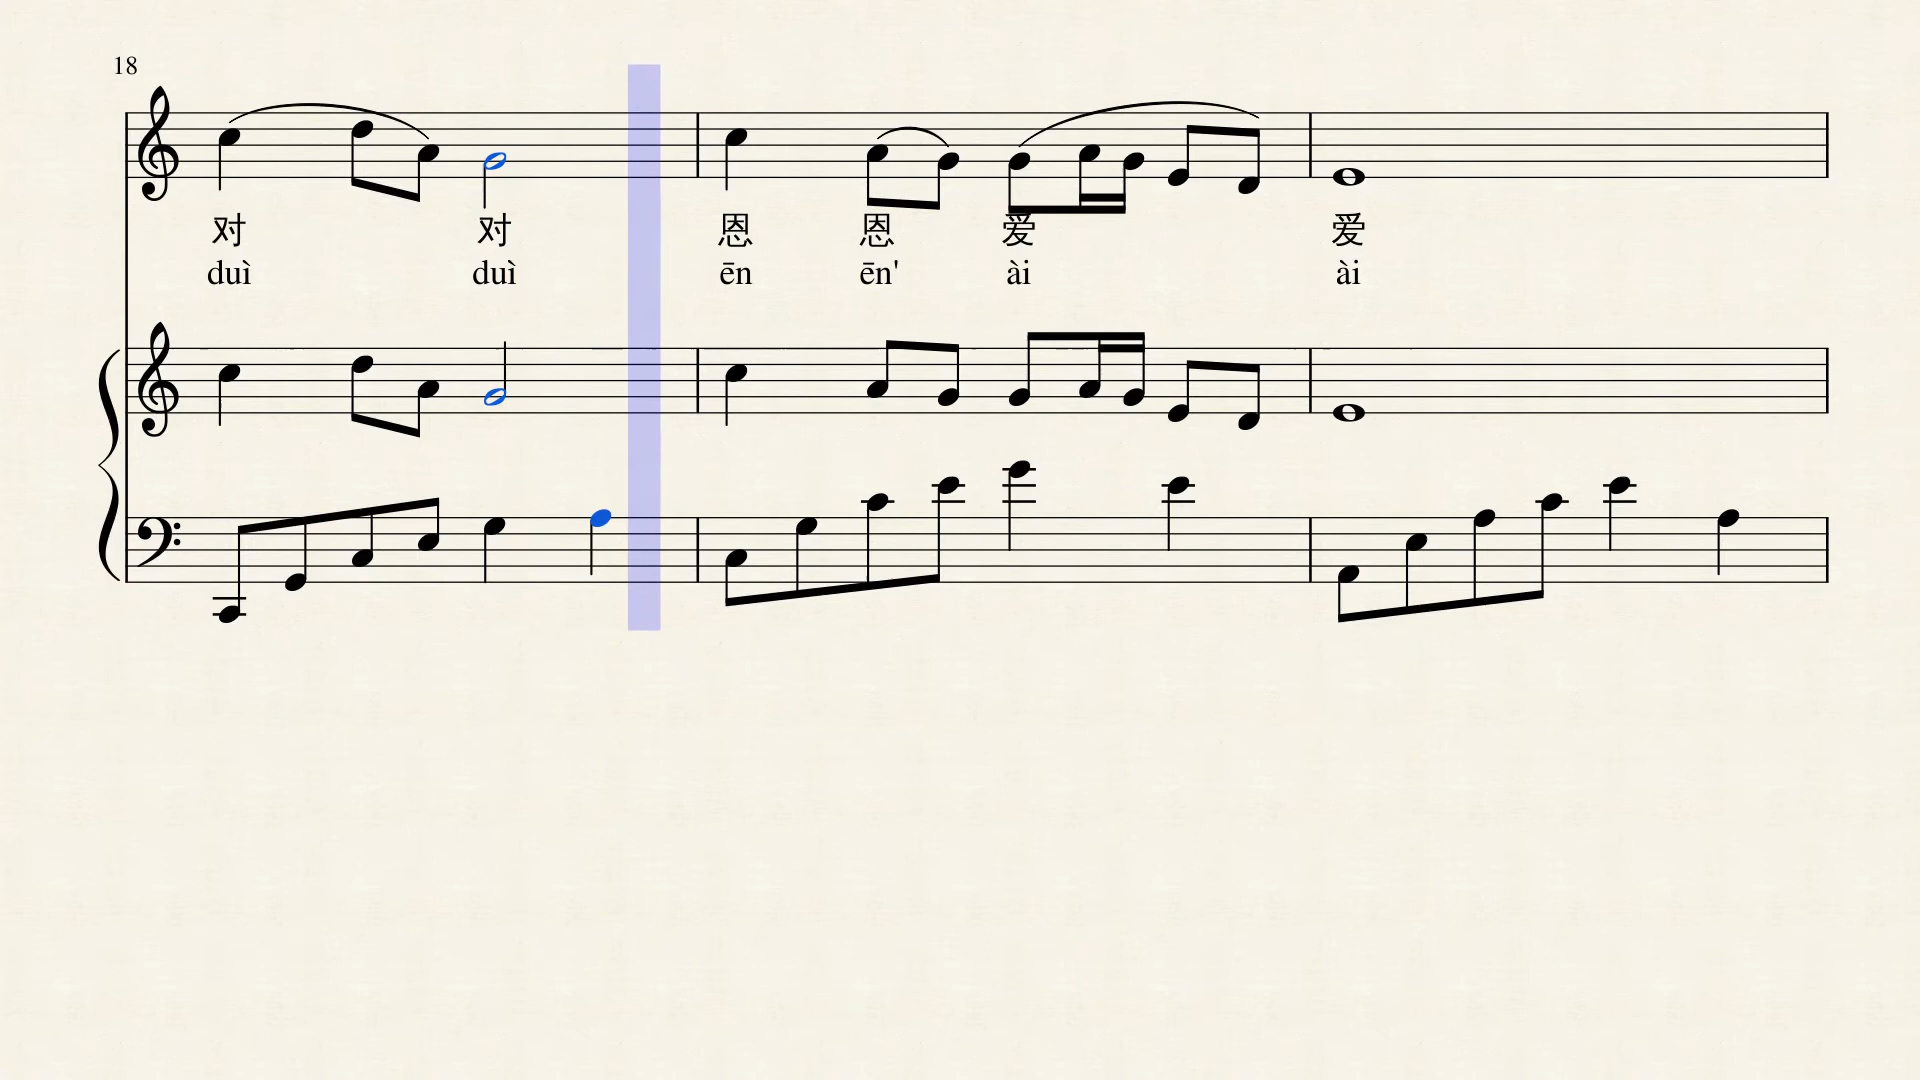 18
对 对 恩 恩 爱 爱
duì duì ēn ēn' ài ài